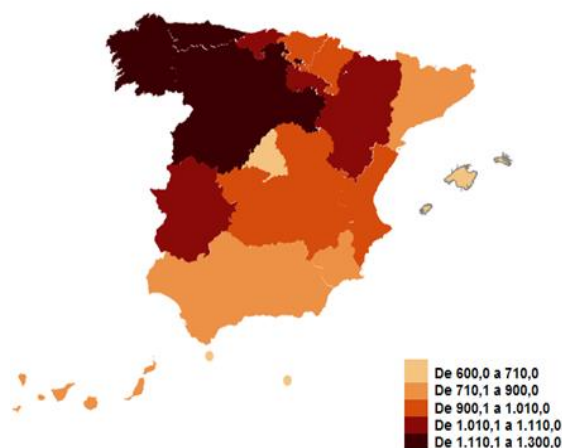 De 600,0 a 710,0
De 710,1 a 900,0
De 900,1 a 1.010,0
De 1.010,1 a 1.110,0
De 1.110,1 a 1.300,0